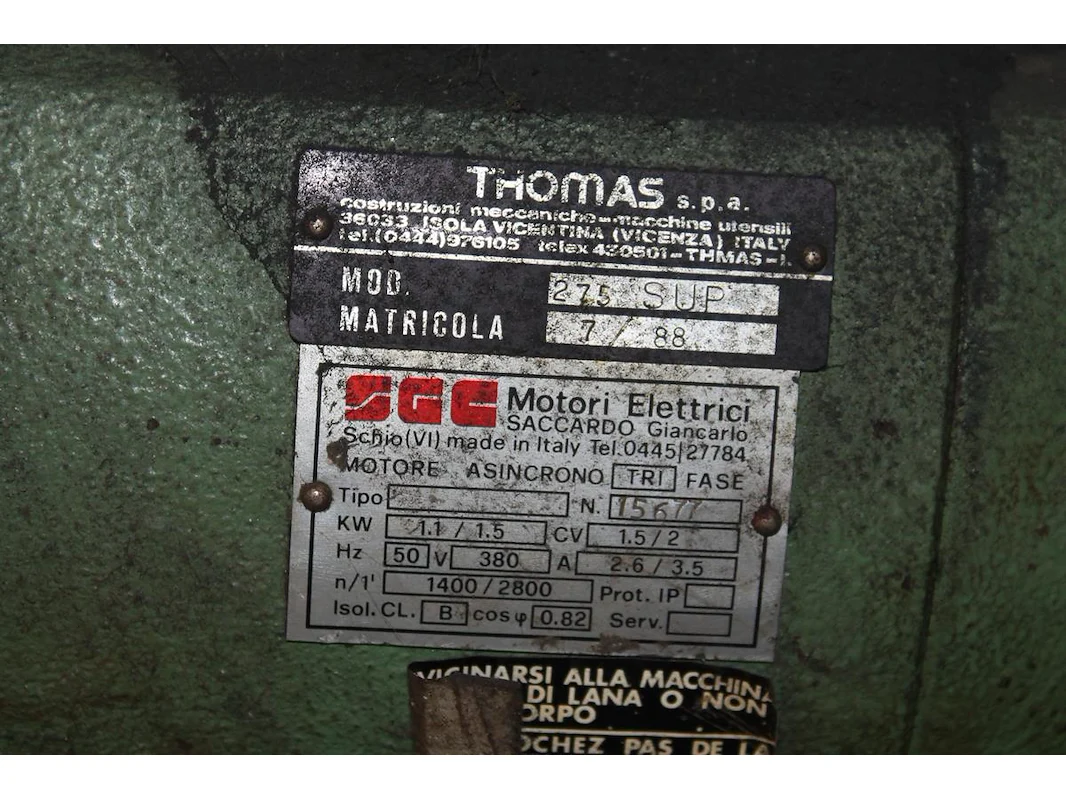 THOMAS s.p.a.
costruzioni meccaniche-macchine utensili
36033 ISOLA VICENTINA (VICENZA) ITALY
tel.(0444)976105 telex 430501-THMAS-I.
MOD. 275 SUP
MATRICOLA 7/88
SGE Motori Elettrici
SACCARDO Giancarlo
Schio(VI) made in Italy Tel.0445|27784
MOTORE ASINCRONO TRI FASE
Tipo N.
KW 1.1/1.5 CV 1.5/2
Hz 50 V 380 A 2.6/3.5
n/1' 1400/2800 Prot. IP
Isol. CL. B cos φ 0.82 Serv.
VICINARSI ALLA MACCHINA
DI LANA O NON
ORPO
OCHEZ PAS DE LA